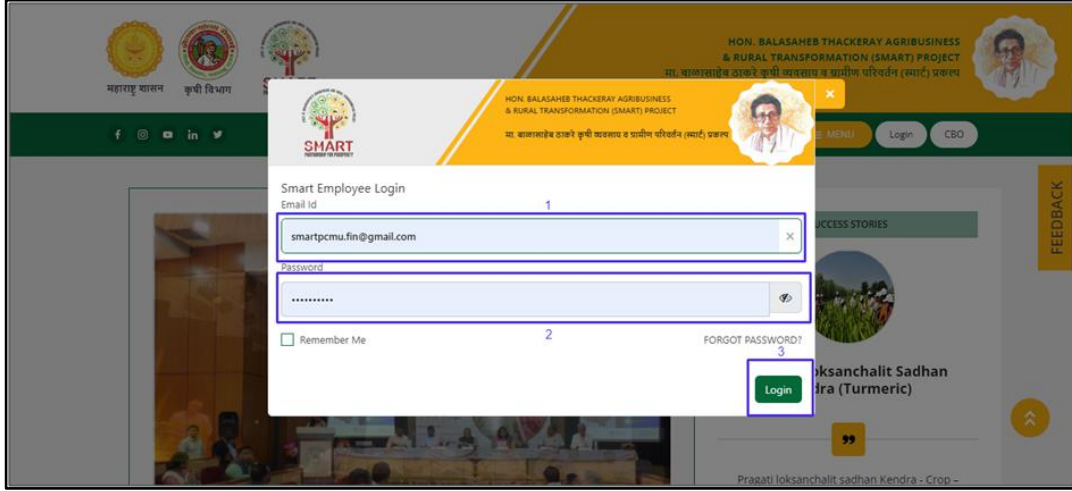 HON. BALASAHEB THACKERAY AGRIBUSINESS
& RURAL TRANSFORMATION (SMART) PROJECT
मा. बाळासाहेब ठाकरे कृषी व्यवसाय व ग्रामीण परिवर्तन (स्मार्ट) प्रकल्प
महाराष्ट्र शासन
कृषी विभाग
HON. BALASAHEB THACKERAY AGRIBUSINESS
& RURAL TRANSFORMATION (SMART) PROJECT
मा. बाळासाहेब ठाकरे कृषी व्यवसाय व ग्रामीण परिवर्तन (स्मार्ट) प्रकल्प
SMART
PARTNERSHIP FOR PROSPERITY
MENU
Login
CBO
FEEDBACK
Smart Employee Login
Email Id
1
smartpcmu.fin@gmail.com
Password
••••••••••
2
Remember Me
FORGOT PASSWORD?
3
Login
UCCESS STORIES
oksanchalit Sadhan
dra (Turmeric)
Pragati loksanchalit sadhan Kendra - Crop –